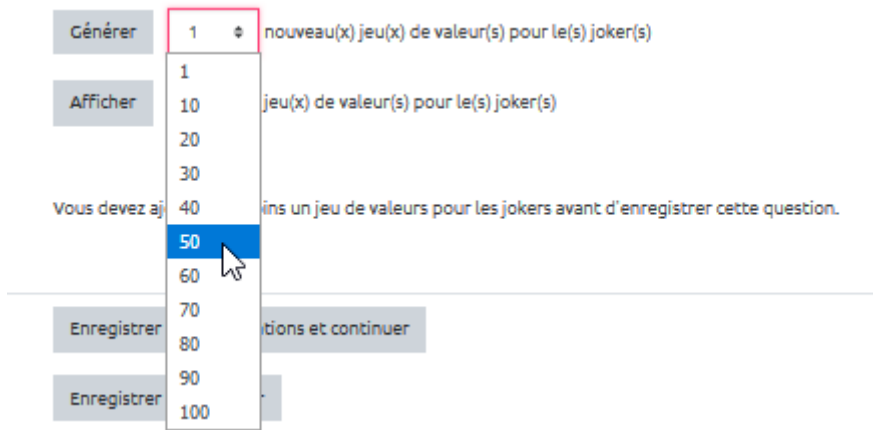 Générer 1 nouveau(x) jeu(x) de valeur(s) pour le(s) joker(s)
1
Afficher 10 jeu(x) de valeur(s) pour le(s) joker(s)
20
30
Vous devez aj 40 ins un jeu de valeurs pour les jokers avant d'enregistrer cette question.
50
60
70
Enregistrer tions et continuer
80
90
Enregistrer
100